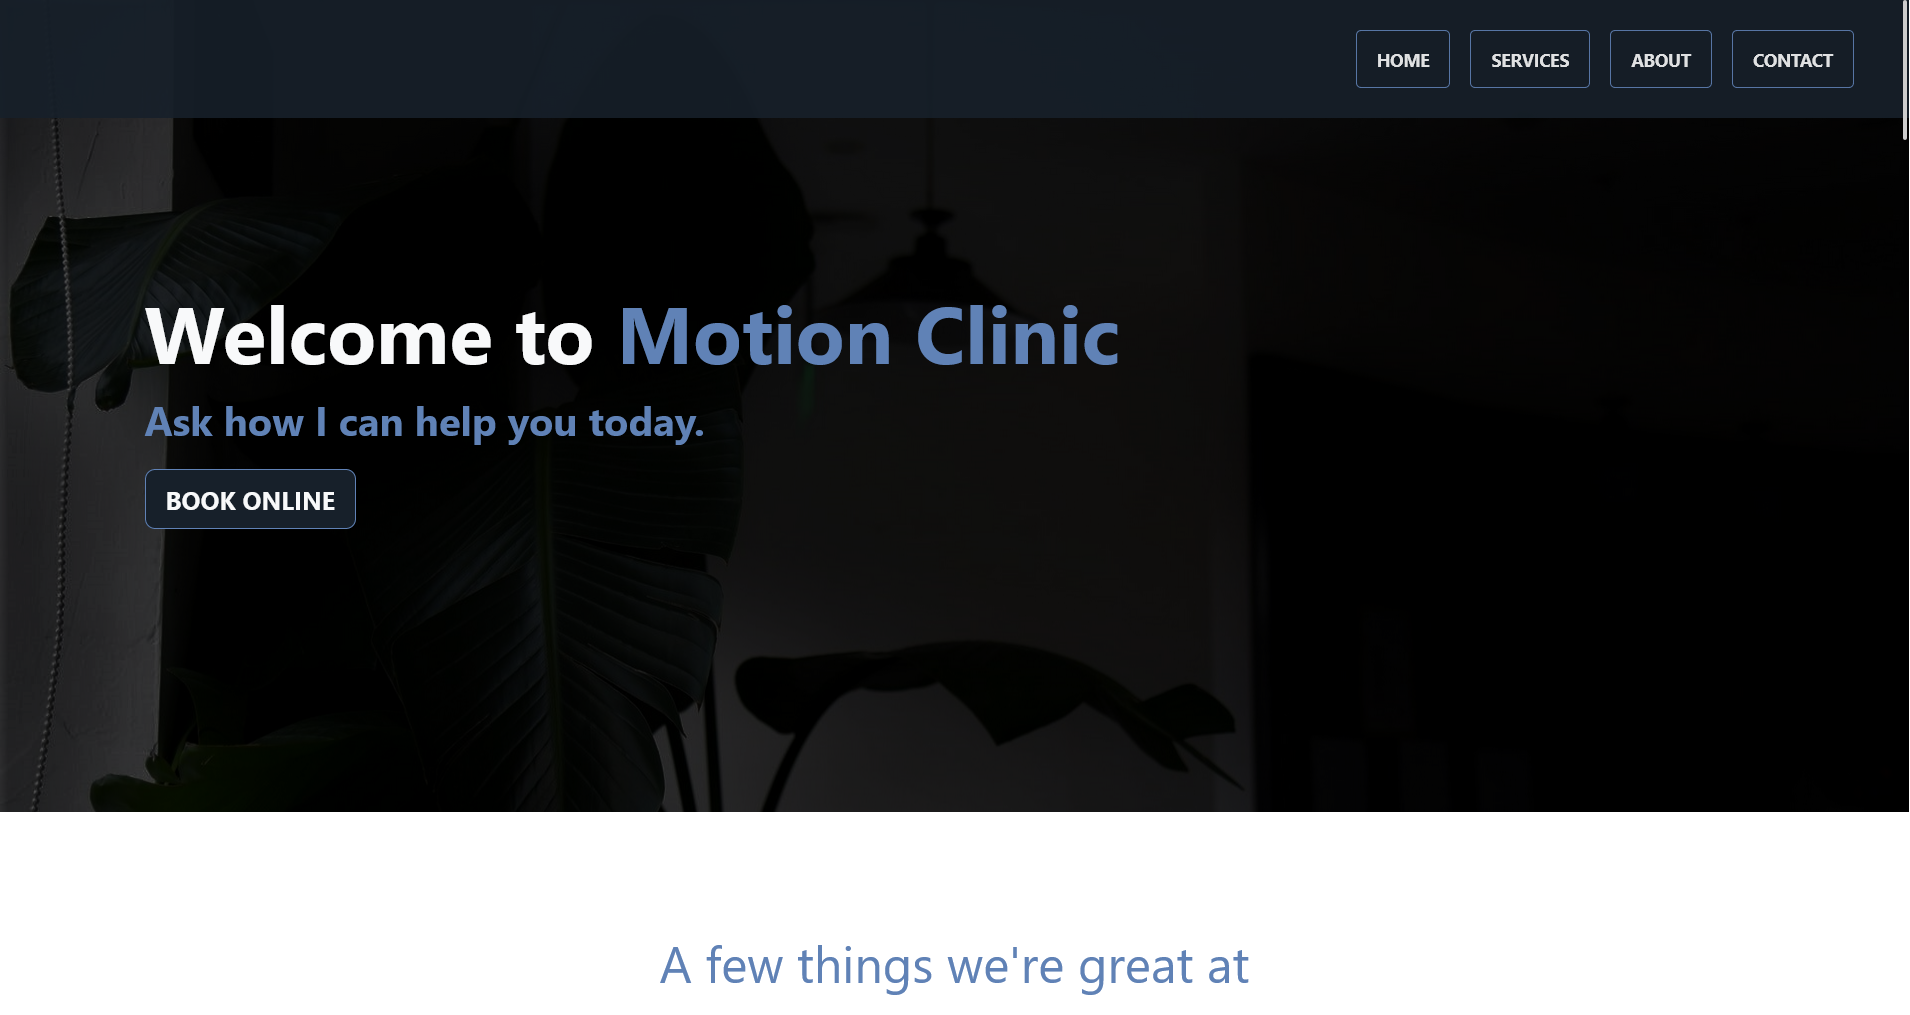 HOME SERVICES ABOUT CONTACT
Welcome to Motion Clinic
Ask how I can help you today.
BOOK ONLINE
A few things we're great at